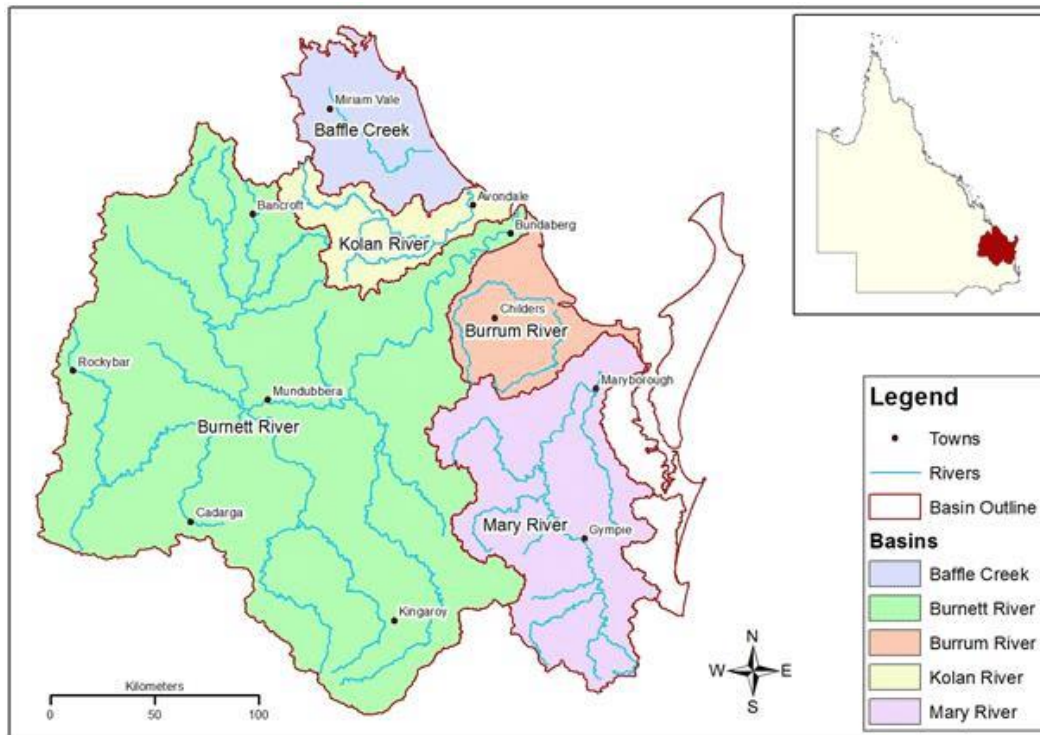 Miriam Vale
Baffle Creek
Avondale
Bancroft
Bundaberg
Kolan River
Childers
Burrum River
Rockybar
Maryborough
Mundubbera
Burnett River
Cadarga
Mary River
Gympie
Kingaroy
Kilometers
0 50 100
N
W E
S
Legend
Towns
Rivers
Basin Outline
Basins
Baffle Creek
Burnett River
Burrum River
Kolan River
Mary River